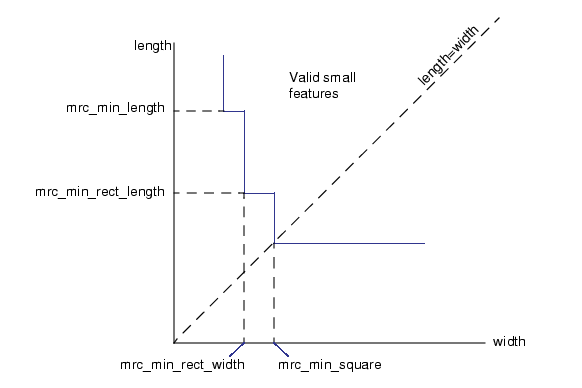 length
length=width
Valid small
features
mrc_min_length
mrc_min_rect_length
width
mrc_min_rect_width
mrc_min_square